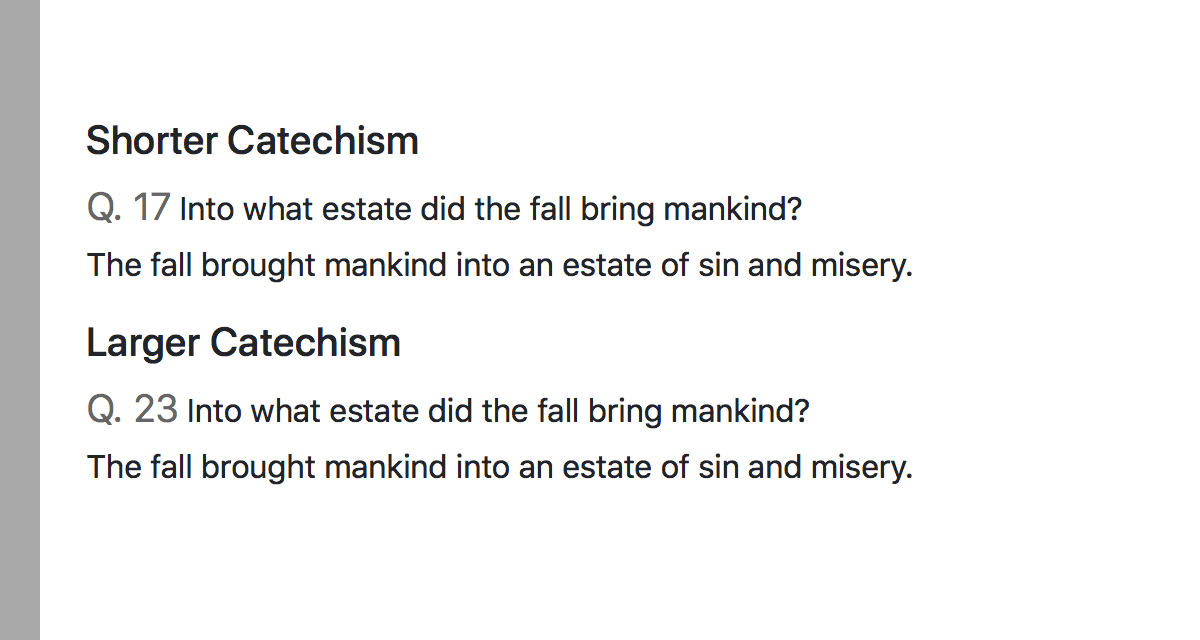 Shorter Catechism
Q. 17 Into what estate did the fall bring mankind?
The fall brought mankind into an estate of sin and misery.
Larger Catechism
Q. 23 Into what estate did the fall bring mankind?
The fall brought mankind into an estate of sin and misery.